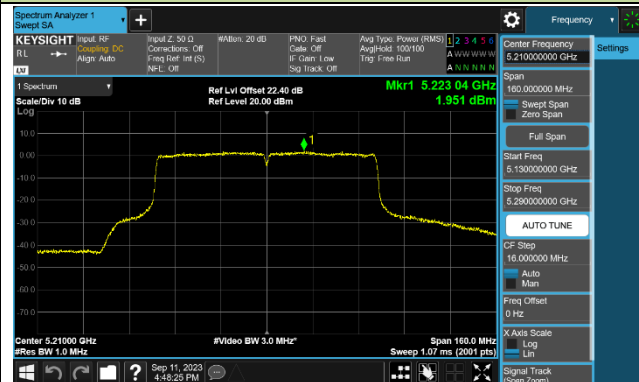 Spectrum Analyzer 1
Swept SA
Frequency
KEYSIGHT
RL
LXI
Input: RF
Coupling: DC
Align: Auto
Input Z: 50 Ω
Corrections: Off
Freq Ref: Int (S)
NFE: Off
#Atten: 20 dB
PNO: Fast
Gate: Off
IF Gain: Low
Sig Track: Off
Avg Type: Power (RMS)
Avg|Hold: 100/100
Trig: Free Run
1 2 3 4 5 6
A W W W W W
A N N N N N
Center Frequency
5.210000000 GHz
Settings
Span
160.000000 MHz
Swept Span
Zero Span
Full Span
Start Freq
5.130000000 GHz
Stop Freq
5.290000000 GHz
AUTO TUNE
CF Step
16.000000 MHz
Auto
Man
Freq Offset
0 Hz
X Axis Scale
Log
Lin
Signal Track
(Span Zoom)
1 Spectrum
Scale/Div 10 dB
Log
Ref Lvl Offset 22.40 dB
Ref Level 20.00 dBm
Mkr1 5.223 04 GHz
1.951 dBm
1
10.0
0.00
-10.0
-20.0
-30.0
-40.0
-50.0
-60.0
-70.0
Center 5.21000 GHz
#Res BW 1.0 MHz
#Video BW 3.0 MHz*
Span 160.0 MHz
Sweep 1.07 ms (2001 pts)
Sep 11, 2023
4:48:25 PM